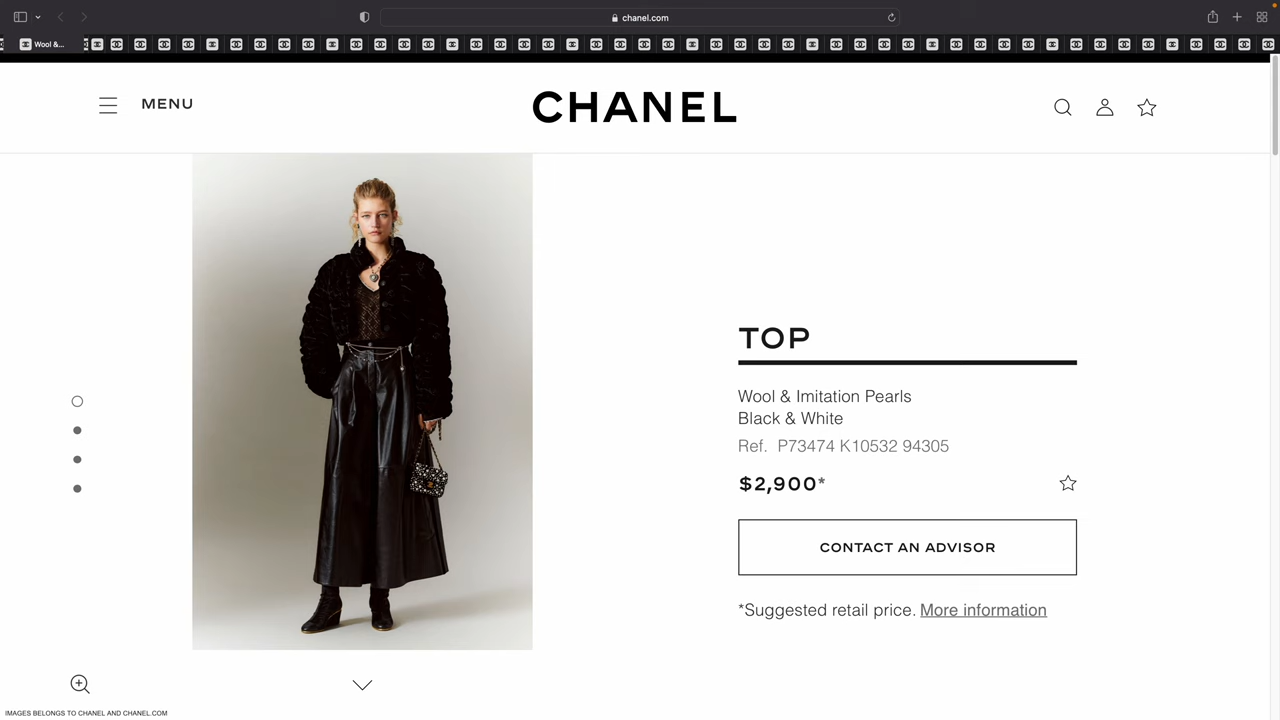 chanel.com
Wool &...
MENU
CHANEL
TOP
Wool & Imitation Pearls
Black & White
Ref. P73474 K10532 94305
$2,900*
CONTACT AN ADVISOR
*Suggested retail price. More information
IMAGES BELONGS TO CHANEL AND CHANEL.COM